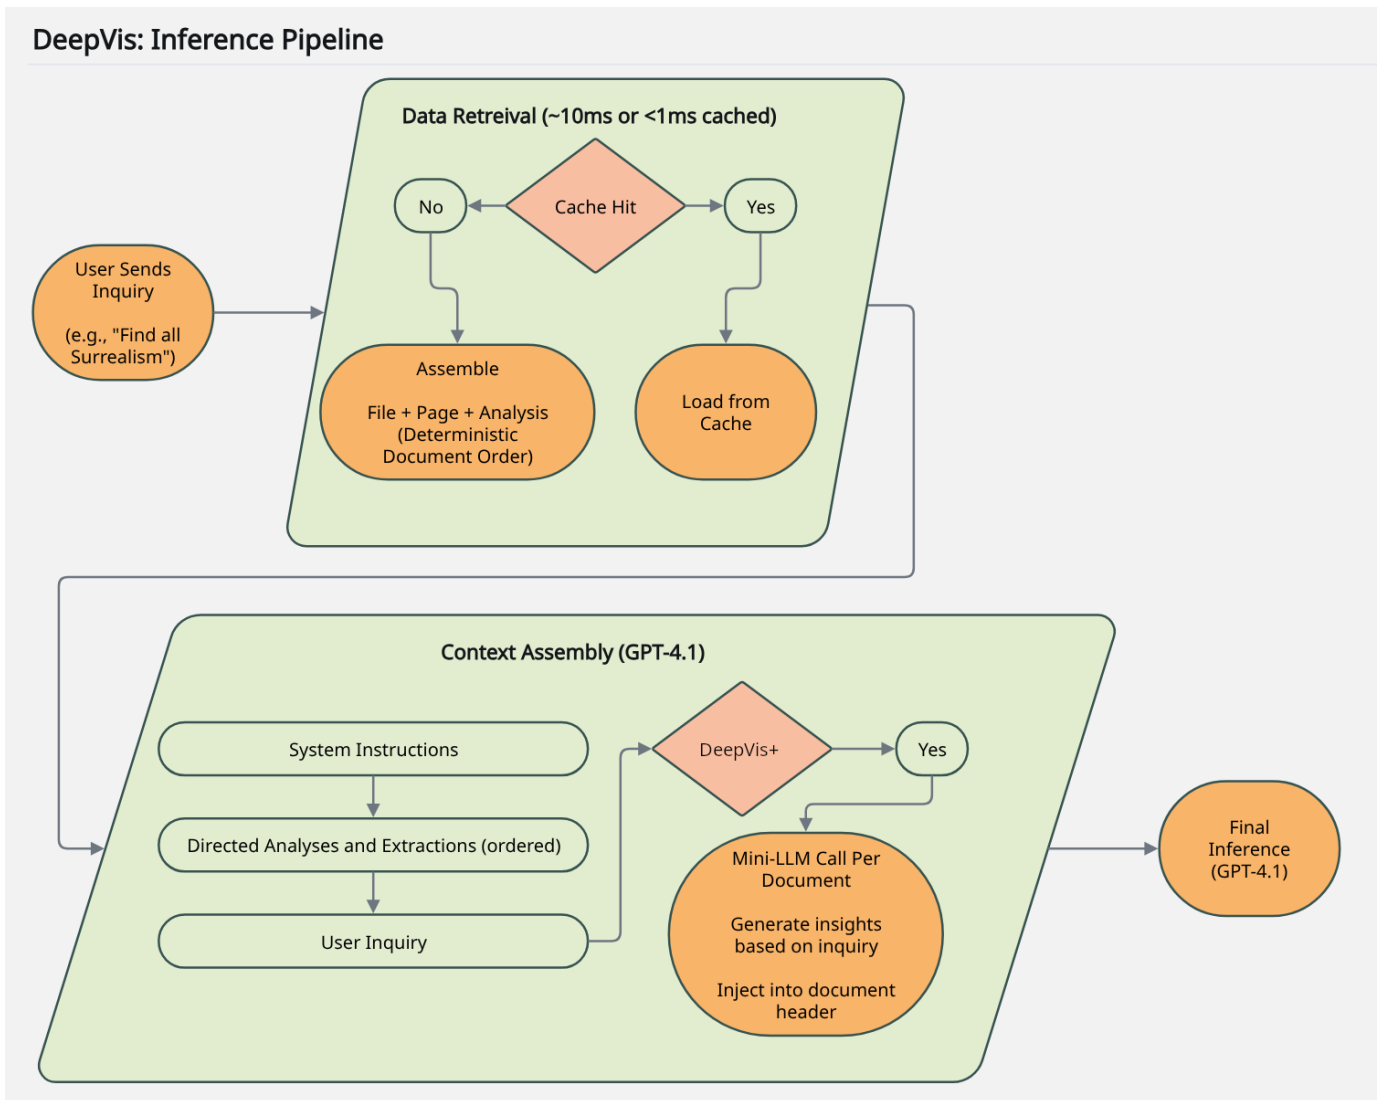 DeepVis: Inference Pipeline
Data Retreival (~10ms or <1ms cached)
No
Cache Hit
Yes
User Sends
Inquiry
(e.g., "Find all
Surrealism")
Assemble
File + Page + Analysis
(Deterministic
Document Order)
Load from
Cache
Context Assembly (GPT-4.1)
System Instructions
Directed Analyses and Extractions (ordered)
User Inquiry
DeepVis+
Yes
Mini-LLM Call Per
Document
Generate insights
based on inquiry
Inject into document
header
Final
Inference
(GPT-4.1)